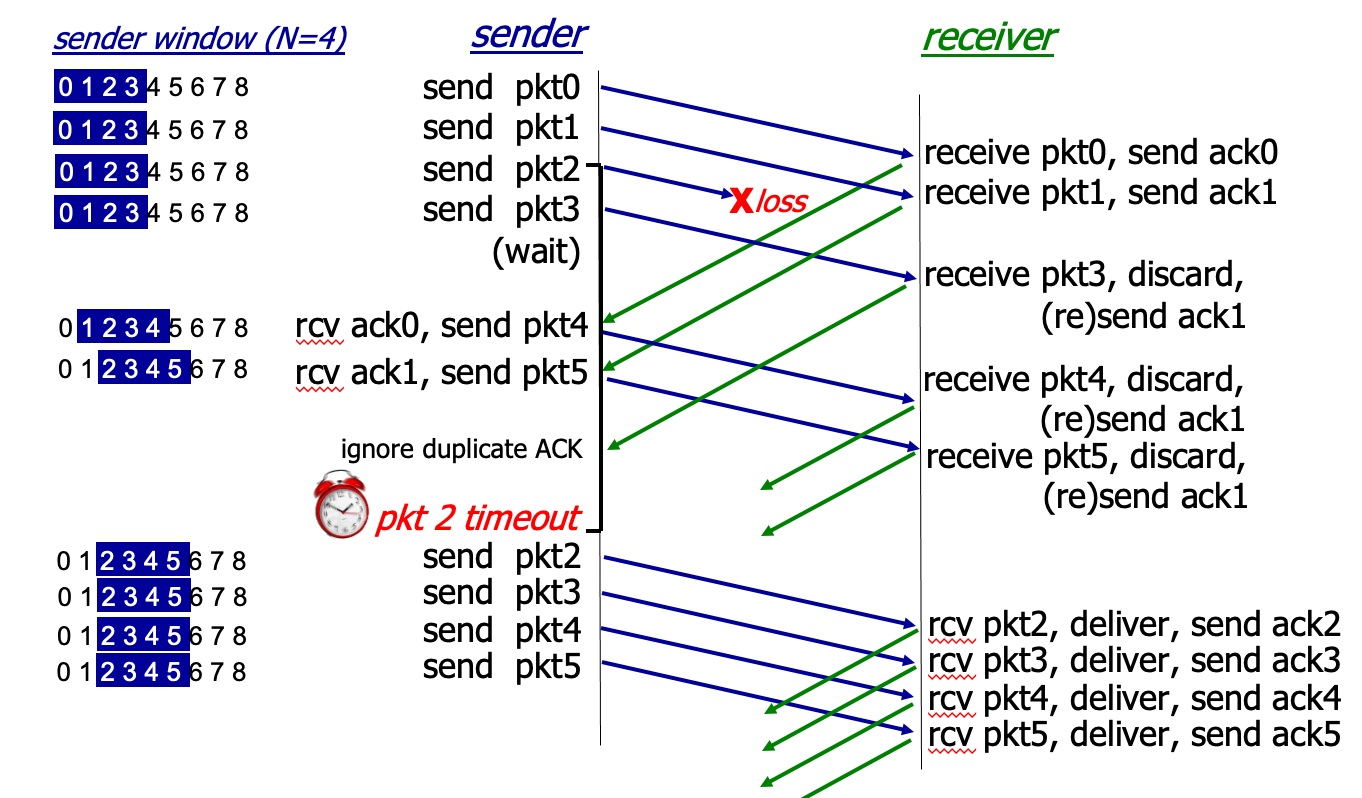 sender window (N=4) sender receiver
0 1 2 3 4 5 6 7 8 send pkt0
0 1 2 3 4 5 6 7 8 send pkt1
receive pkt0, send ack0
0 1 2 3 4 5 6 7 8 send pkt2
receive pkt1, send ack1
X loss
0 1 2 3 4 5 6 7 8 send pkt3
(wait)
receive pkt3, discard,
(re)send ack1
0 1 2 3 4 5 6 7 8 rcv ack0, send pkt4
0 1 2 3 4 5 6 7 8 rcv ack1, send pkt5
receive pkt4, discard,
(re)send ack1
ignore duplicate ACK
receive pkt5, discard,
(re)send ack1
pkt 2 timeout
0 1 2 3 4 5 6 7 8 send pkt2
0 1 2 3 4 5 6 7 8 send pkt3
0 1 2 3 4 5 6 7 8 send pkt4
0 1 2 3 4 5 6 7 8 send pkt5
rcv pkt2, deliver, send ack2
rcv pkt3, deliver, send ack3
rcv pkt4, deliver, send ack4
rcv pkt5, deliver, send ack5